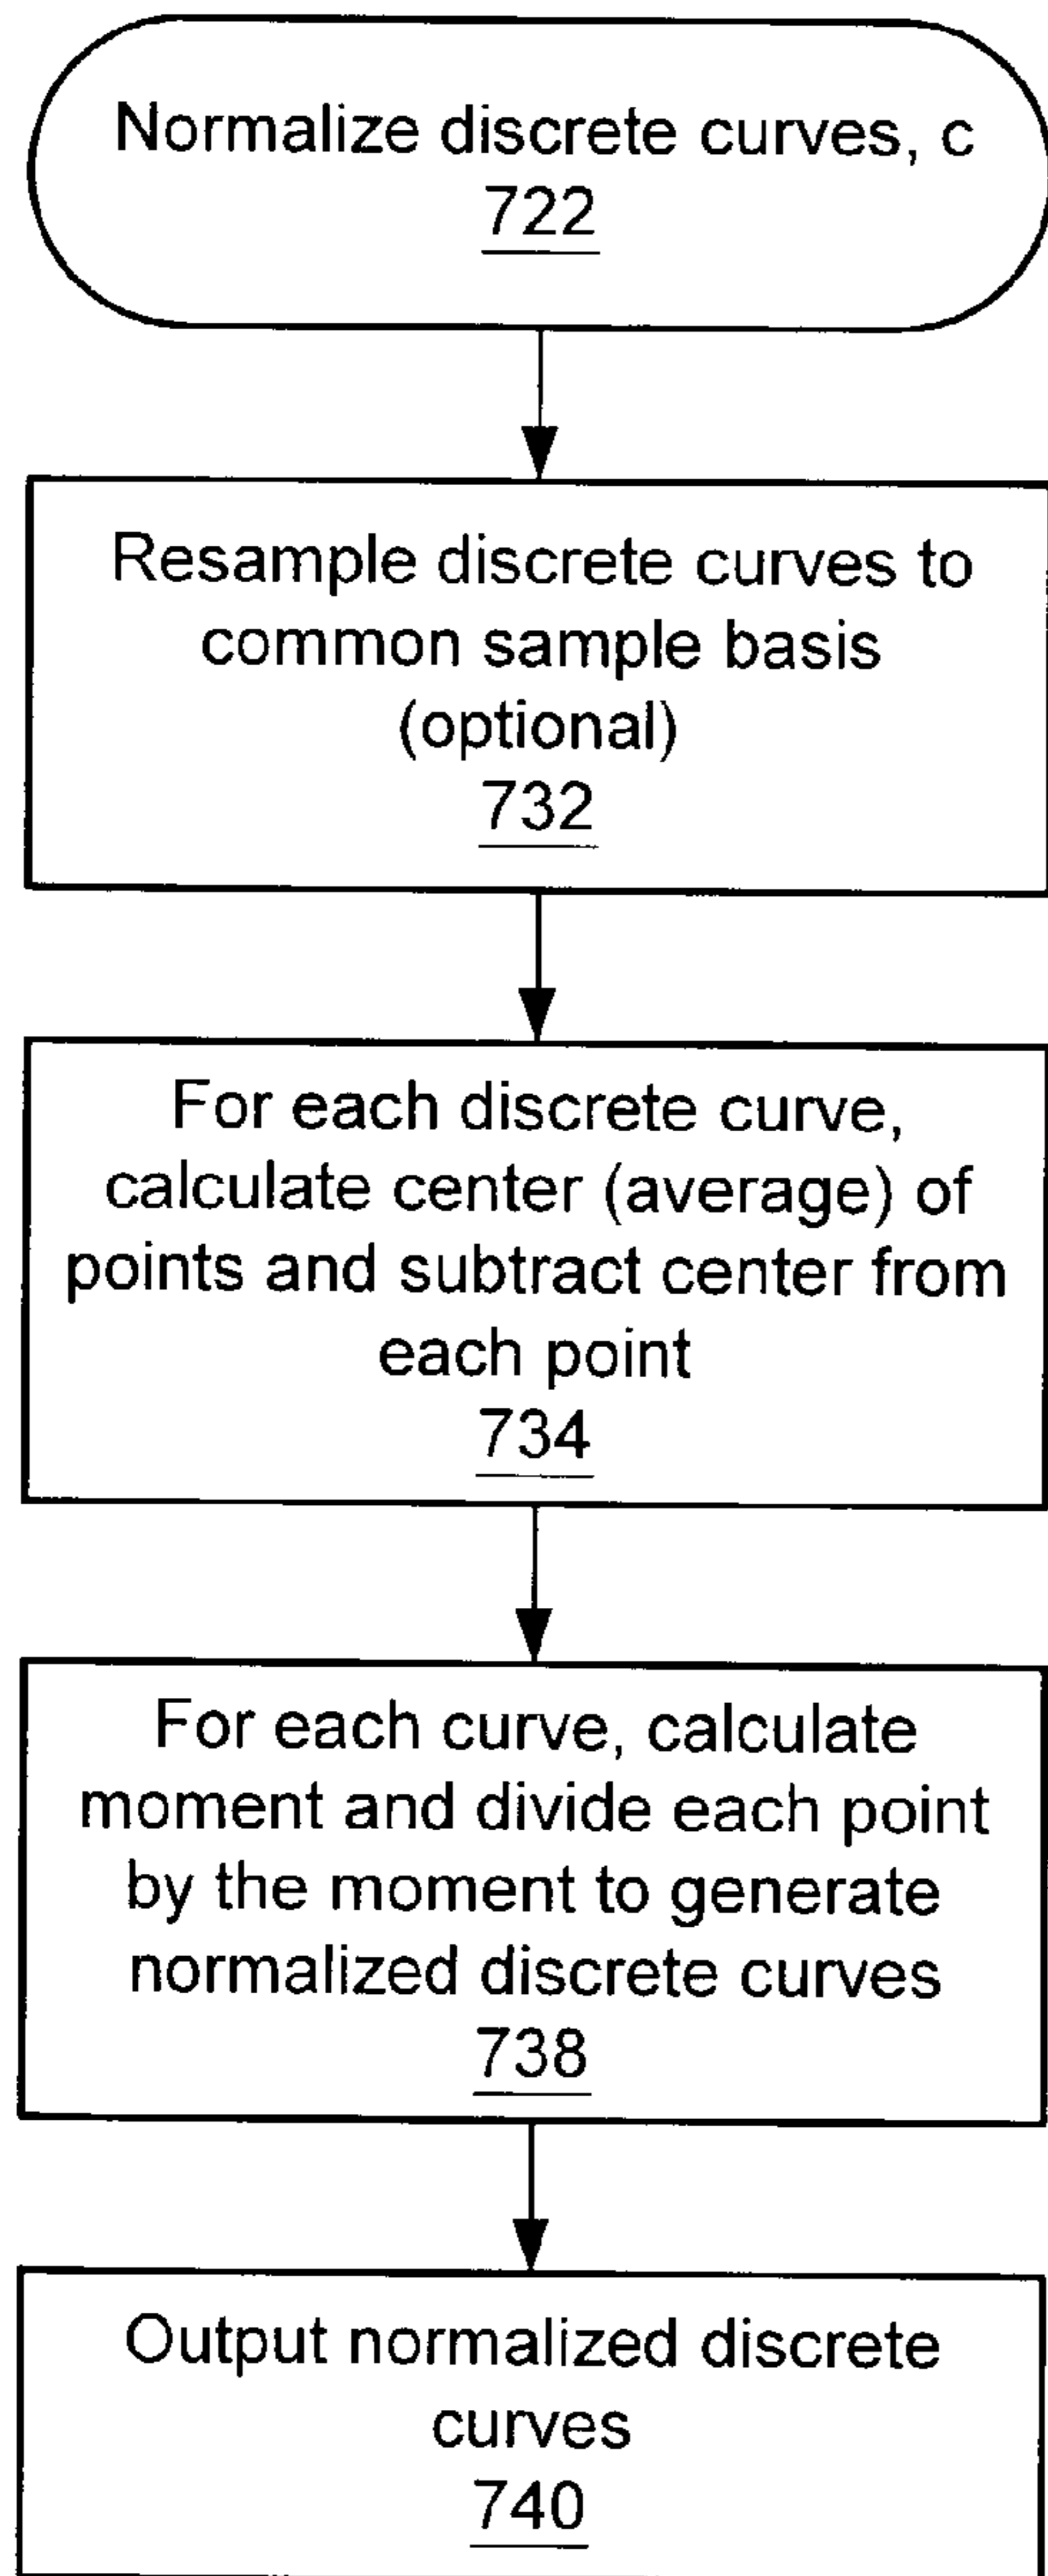 Normalize discrete curves, c
722
Resample discrete curves to
common sample basis
(optional)
732
For each discrete curve,
calculate center (average) of
points and subtract center from
each point
734
For each curve, calculate
moment and divide each point
by the moment to generate
normalized discrete curves
738
Output normalized discrete
curves
740